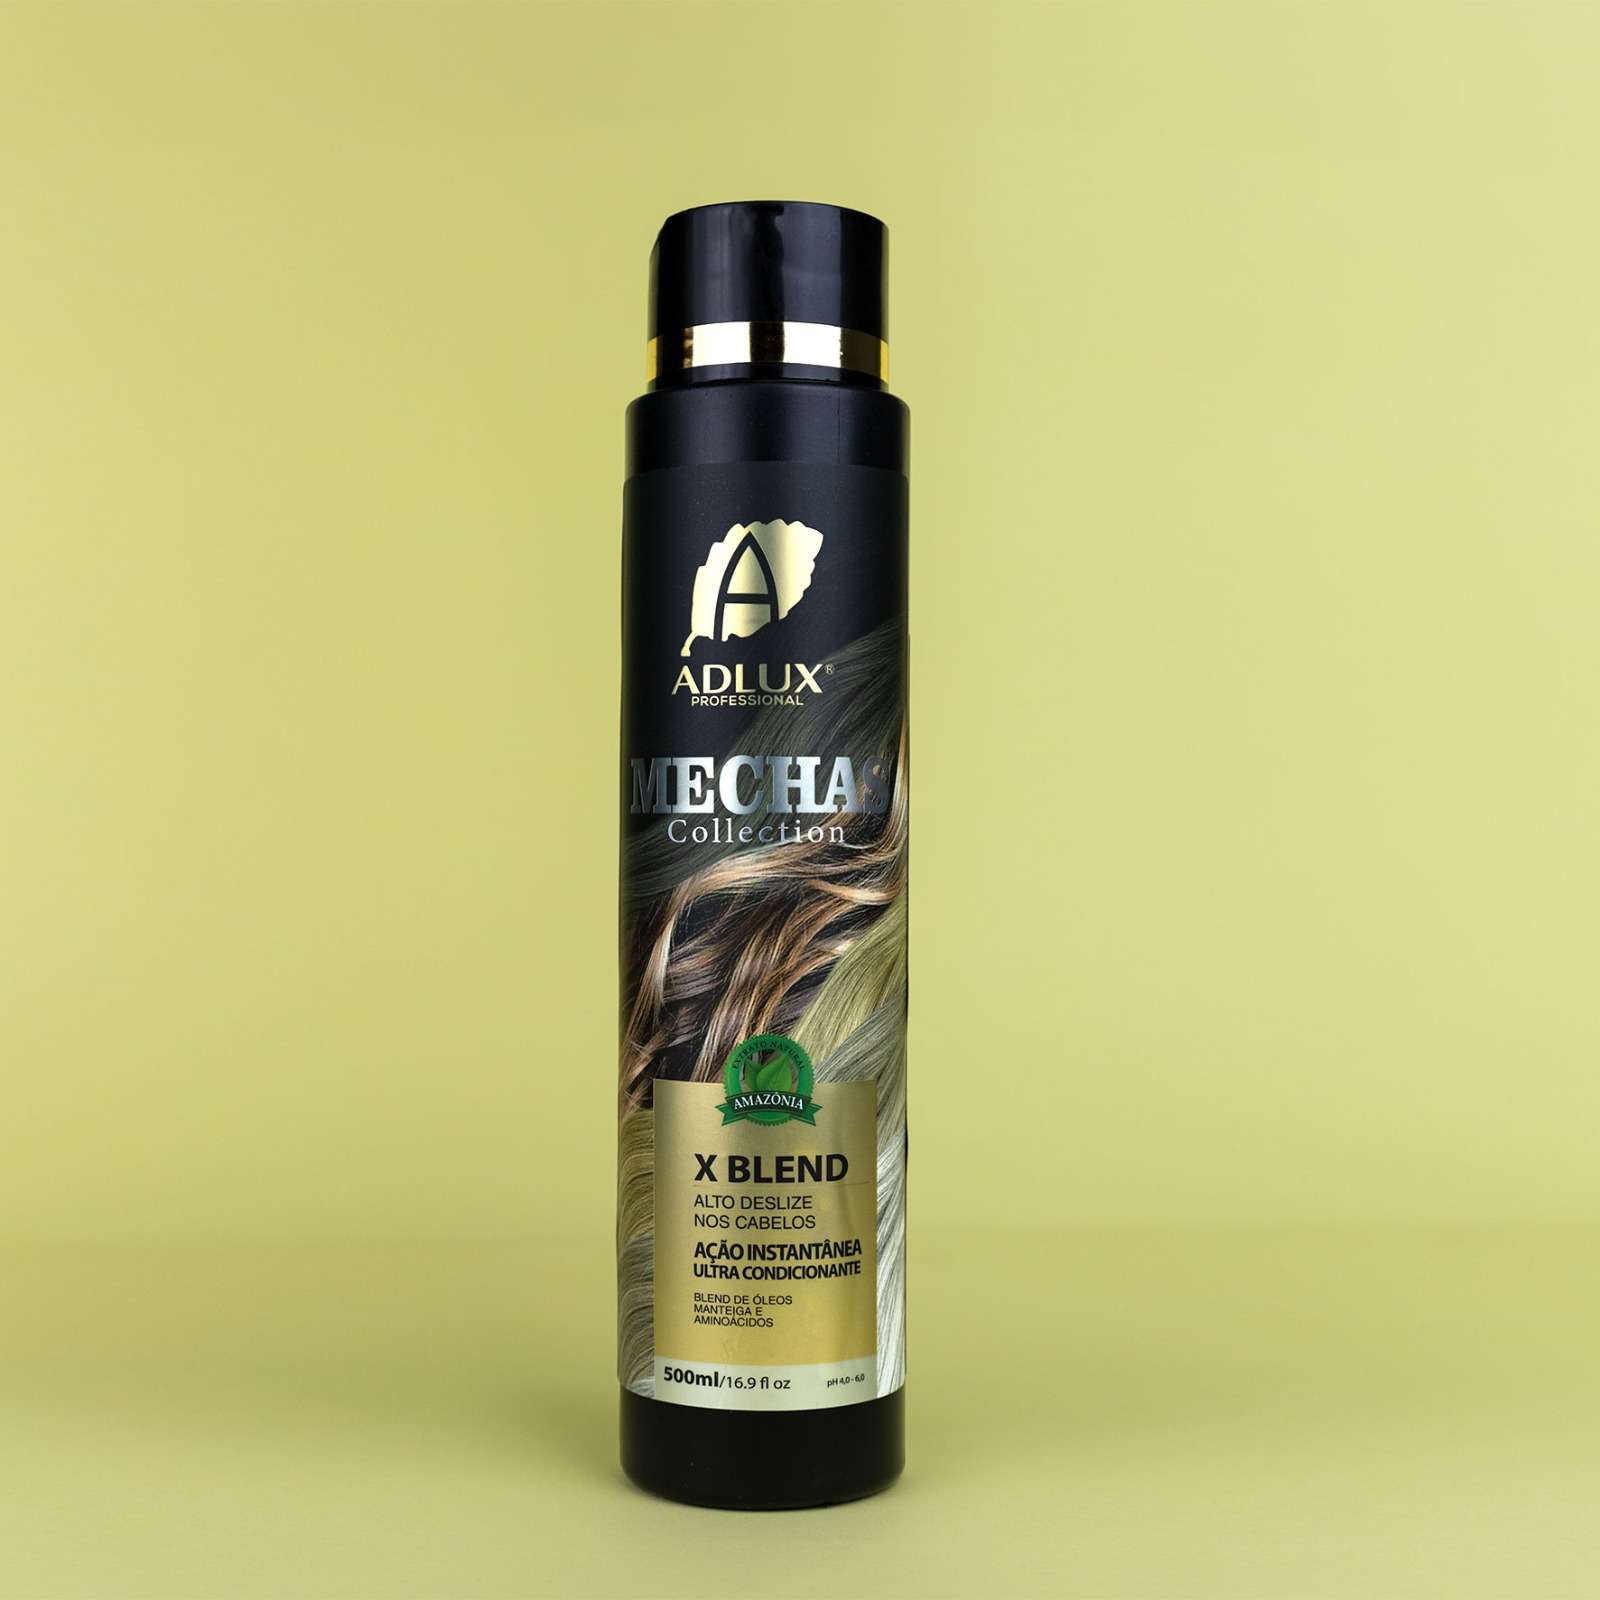 A
ADLUX®
PROFESSIONAL
MECHAS
Collection
EXTRATO NATURAL
AMAZÔNIA
X BLEND
ALTO DESLIZE
NOS CABELOS
AÇÃO INSTANTÂNEA
ULTRA CONDICIONANTE
BLEND DE ÓLEOS
MANTEIGA E
AMINOÁCIDOS
500ml/16.9 fl oz pH 4,0 - 6,0